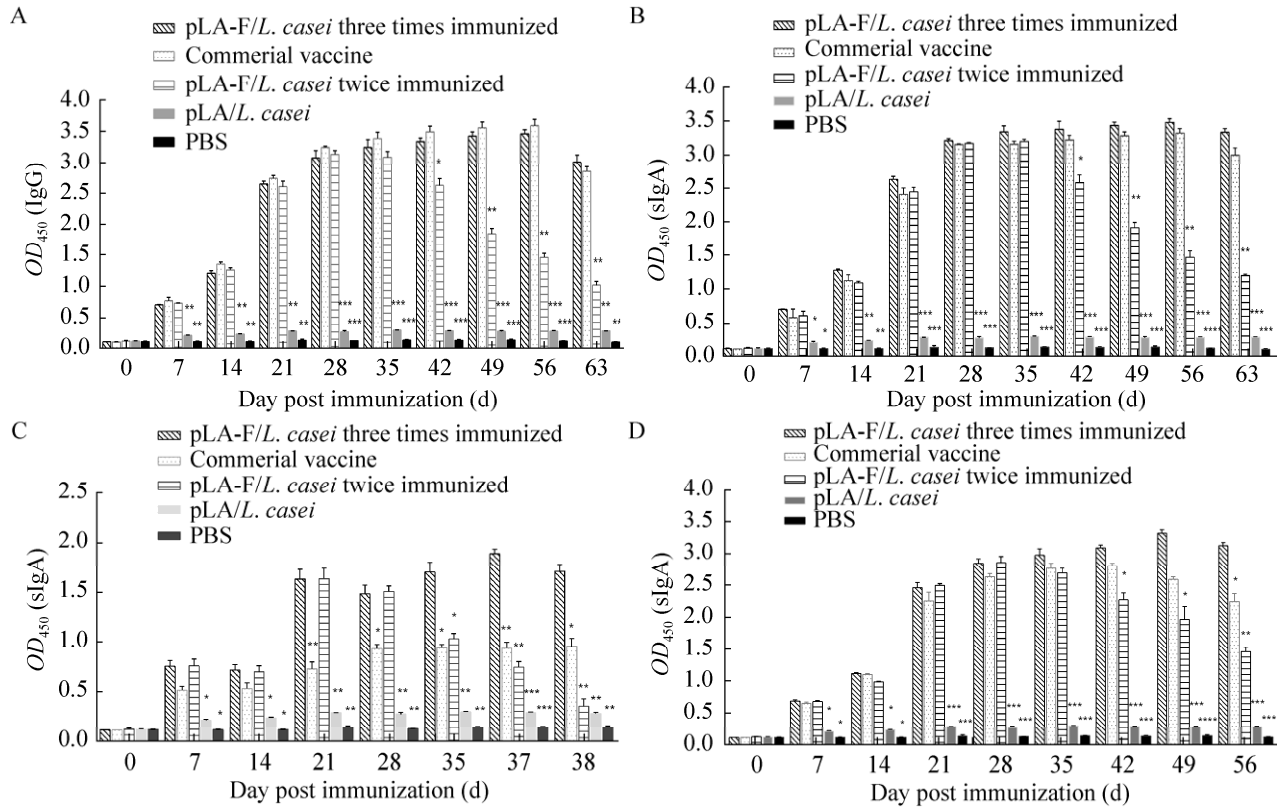 A
pLA-F/L. casei three times immunized
Commerial vaccine
pLA-F/L. casei twice immunized
pLA/L. casei
PBS
4.0
3.5
3.0
2.5
2.0
1.5
1.0
0.5
0.0
OD450 (IgG)
** ** ** ** ** ** *** *** *** *** * *** *** ** *** *** ** *** *** ** *** **
0 7 14 21 28 35 42 49 56 63
Day post immunization (d)
B
pLA-F/L. casei three times immunized
Commerial vaccine
pLA-F/L. casei twice immunized
pLA/L. casei
PBS
4.0
3.5
3.0
2.5
2.0
1.5
1.0
0.5
0.0
OD450 (sIgA)
* * ** ** *** *** *** *** *** *** * *** *** ** *** *** ** *** **** ** *** ***
0 7 14 21 28 35 42 49 56 63
Day post immunization (d)
C
pLA-F/L. casei three times immunized
Commerial vaccine
pLA-F/L. casei twice immunized
pLA/L. casei
PBS
2.5
2.0
1.5
1.0
0.5
0.0
OD450 (sIgA)
* * * * ** ** ** * ** ** * * ** ** ** ** *** *** * ** ** **
0 7 14 21 28 35 37 38
Day post immunization (d)
D
pLA-F/L. casei three times immunized
Commerial vaccine
pLA-F/L. casei twice immunized
pLA/L. casei
PBS
4.0
3.5
3.0
2.5
2.0
1.5
1.0
0.5
0.0
OD450 (sIgA)
* * * * *** *** *** *** *** *** * *** *** * *** **** * ** *** ***
0 7 14 21 28 35 42 49 56
Day post immunization (d)